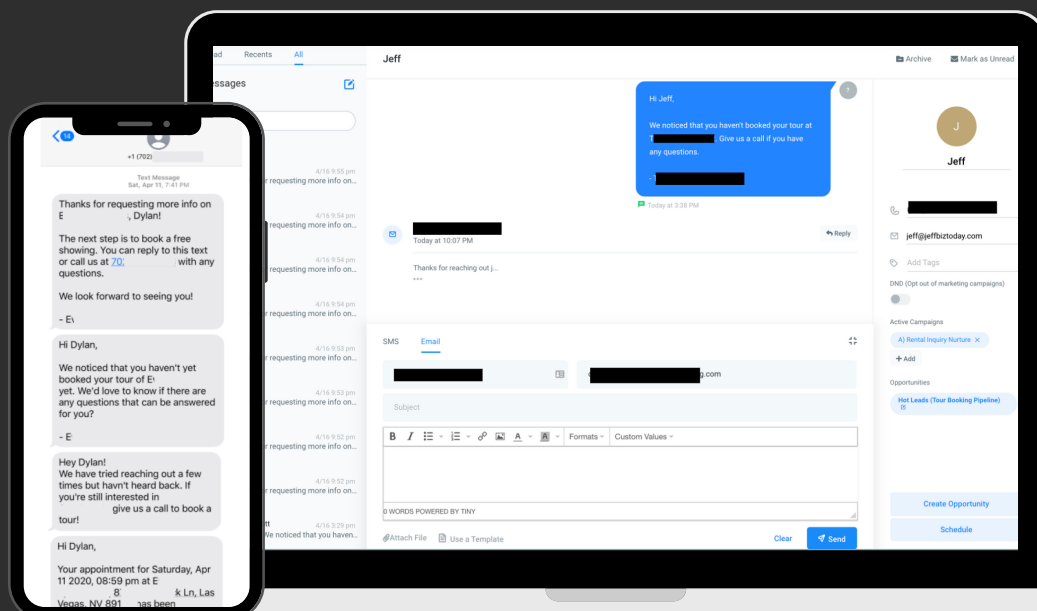 14
+1 (702)
Text Message
Sat, Apr 11, 7:41 PM
Thanks for requesting more info on
E , Dylan!
The next step is to book a free
showing. You can reply to this text
or call us at 70 with any
questions.
We look forward to seeing you!
- E
Hi Dylan,
We noticed that you haven't yet
booked your tour of E
yet. We'd love to know if there are
any questions that can be answered
for you?
- E
Hey Dylan!
We have tried reaching out a few
times but havn't heard back. If
you're still interested in
give us a call to book a
tour!
Hi Dylan,
Your appointment for Saturday, Apr
11 2020, 08:59 pm at E
8 k Ln, Las
Vegas, NV 891 has been
ad Recents All
essages
4/16 9:55 pm
r requesting more info on...
4/16 9:54 pm
requesting more info on...
4/16 9:54 pm
requesting more info on...
4/16 9:54 pm
requesting more info on...
4/16 9:53 pm
requesting more info on...
4/16 9:53 pm
r requesting more info on...
4/16 9:52 pm
r requesting more info on...
4/16 9:52 pm
r requesting more info on...
tt 4/16 3:29 pm
We noticed that you haven..
Jeff
Archive Mark as Unread
Hi Jeff,
We noticed that you haven't booked your tour at
T . Give us a call if you have
any questions.
-
Today at 3:38 PM
Today at 10:07 PM
Reply
Thanks for reaching out j...
•••
SMS Email
g.com
Subject
B I A A Formats Custom Values
0 WORDS POWERED BY TINY
Attach File Use a Template Clear Send
J
Jeff
jeff@jeffbiztoday.com
Add Tags
DND (Opt out of marketing campaigns)
Active Campaigns
A) Rental Inquiry Nurture ×
+ Add
Opportunities
Hot Leads (Tour Booking Pipeline)
Create Opportunity
Schedule